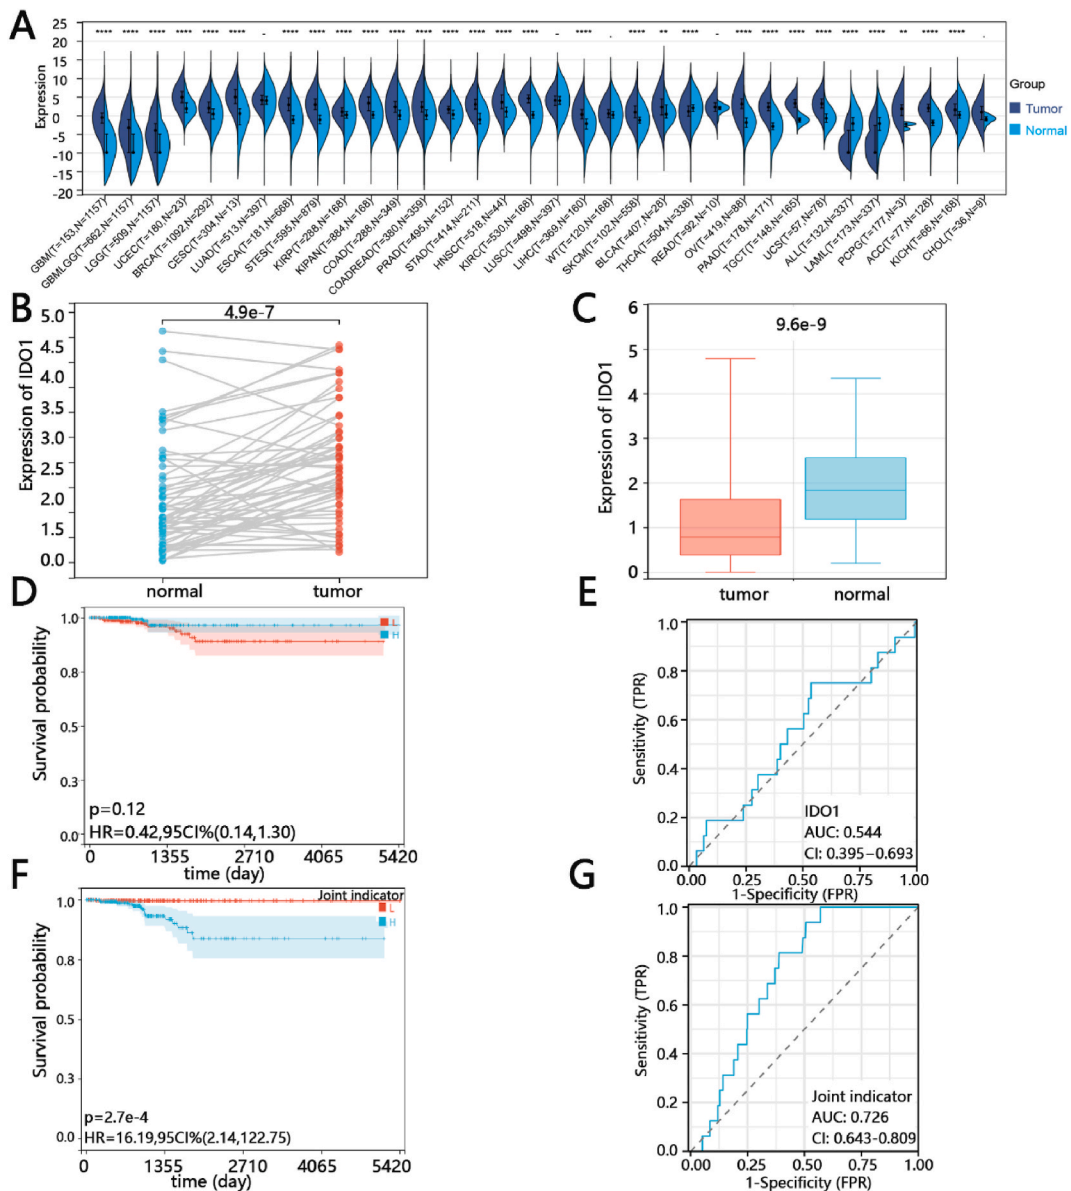 A
25
20
15
10
5
0
-5
-10
-15
-20
Expression
**** **** **** **** **** **** - **** **** **** **** **** **** **** **** **** **** - **** . **** ** **** - **** **** **** **** **** **** ** **** **** .
Group
Tumor
Normal
GBM(T=153,N=1157)
GBMLGG(T=662,N=1157)
LGG(T=509,N=1157)
UCEC(T=180,N=23)
BRCA(T=1092,N=292)
CESC(T=304,N=13)
LUAD(T=513,N=397)
ESCA(T=181,N=668)
STES(T=595,N=879)
KIRP(T=288,N=168)
KIPAN(T=884,N=168)
COAD(T=288,N=349)
COADREAD(T=380,N=359)
PRAD(T=495,N=152)
STAD(T=414,N=211)
HNSC(T=518,N=44)
KIRC(T=530,N=168)
LUSC(T=498,N=397)
LIHC(T=369,N=160)
WT(T=120,N=168)
SKCM(T=102,N=558)
BLCA(T=407,N=28)
THCA(T=504,N=338)
READ(T=92,N=10)
OV(T=419,N=88)
PAAD(T=178,N=171)
TGCT(T=148,N=165)
UCS(T=57,N=78)
ALL(T=132,N=337)
LAML(T=173,N=337)
PCPG(T=177,N=3)
ACC(T=77,N=128)
KICH(T=66,N=168)
CHOL(T=36,N=9)
B
4.9e-7
5.0
4.5
3.5
3.0
2.5
2.0
1.5
0.0
Expression of IDO1
normal tumor
C
9.6e-9
6
5
4
3
2
1
0
Expression of IDO1
tumor normal
D
1.0
0.8
0.5
0.3
0.0
Survival probability
L
H
p=0.12
HR=0.42,95CI%(0.14,1.30)
0 1355 2710 4065 5420
time (day)
E
1.0
0.8
0.6
0.4
0.2
0.0
Sensitivity (TPR)
IDO1
AUC: 0.544
CI: 0.395–0.693
0.00 0.25 0.50 0.75 1.00
1-Specificity (FPR)
F
Joint indicator
L
H
1.0
0.8
0.5
0.3
0.0
Survival probability
p=2.7e-4
HR=16.19,95CI%(2.14,122.75)
0 1355 2710 4065 5420
time (day)
G
1.0
0.8
0.6
0.4
0.2
0.0
Sensitivity (TPR)
Joint indicator
AUC: 0.726
CI: 0.643-0.809
0.00 0.25 0.50 0.75 1.00
1-Specificity (FPR)